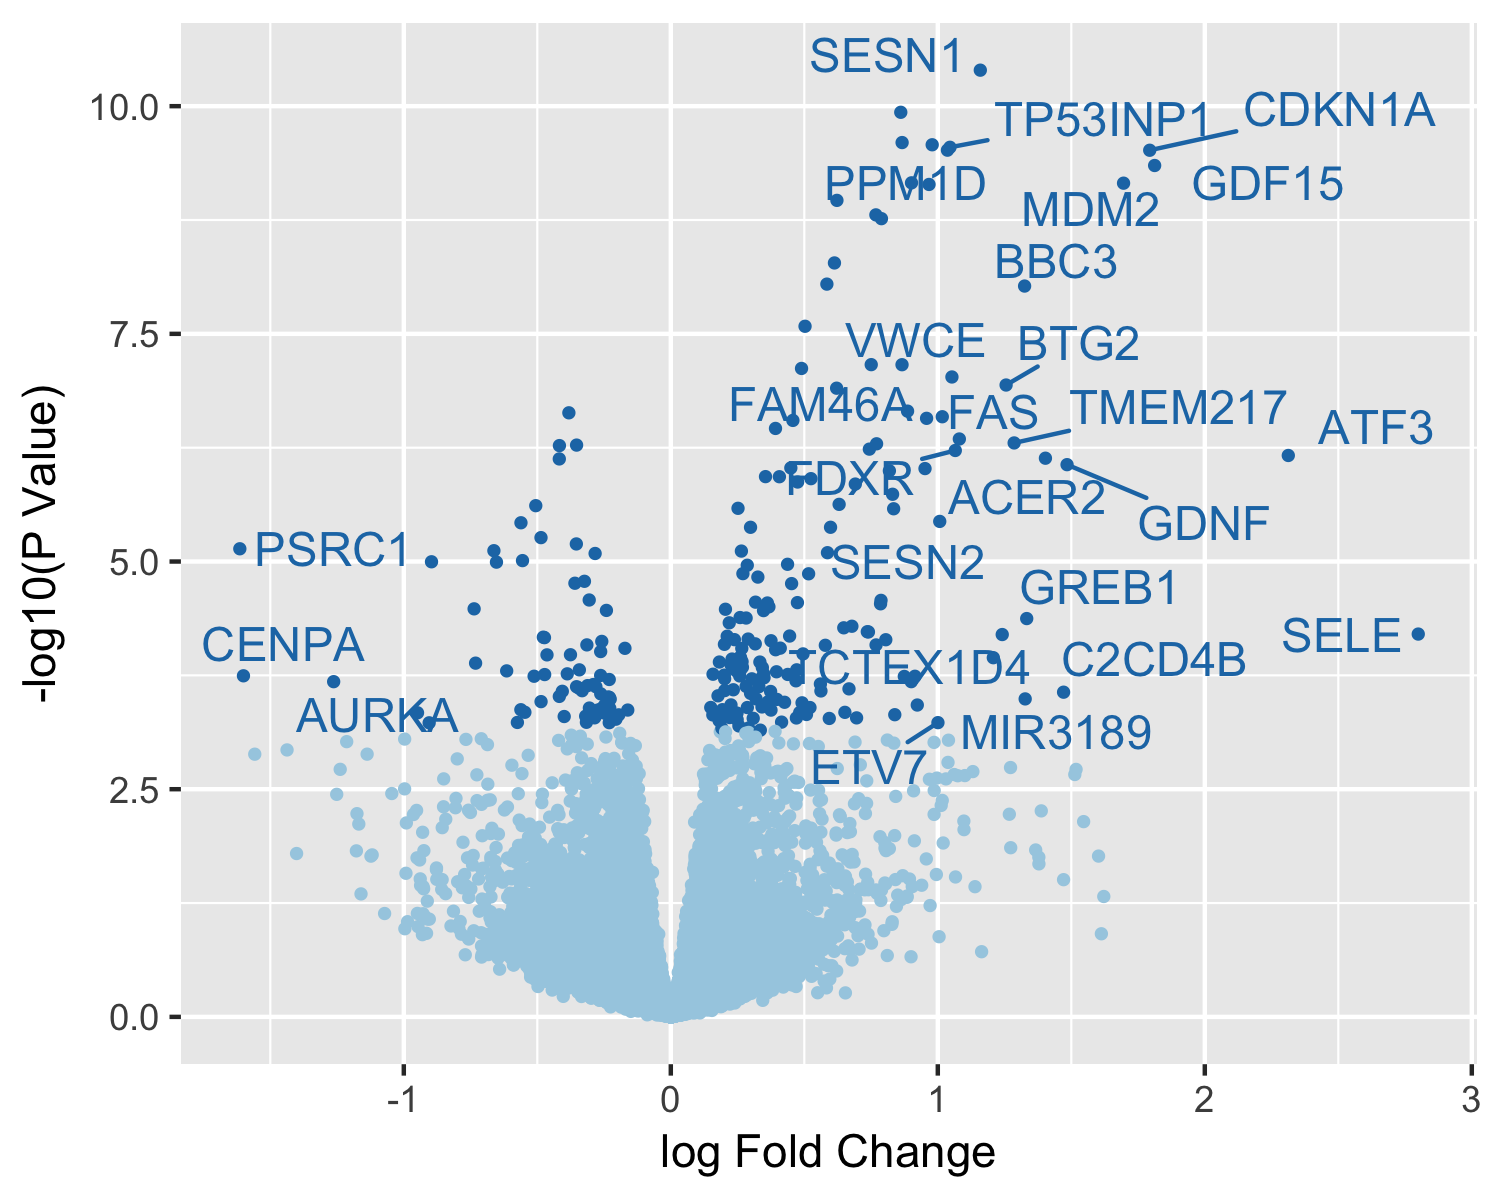 SESN1
10.0
TP53INP1
CDKN1A
PPM1D
GDF15
MDM2
BBC3
7.5
VWCE
BTG2
FAM46A
FAS
TMEM217
ATF3
FDXR
ACER2
GDNF
-log10(P Value)
PSRC1
5.0
SESN2
GREB1
CENPA
SELE
TCTEX1D4
C2CD4B
AURKA
MIR3189
ETV7
2.5
0.0
-1
0
1
2
3
log Fold Change